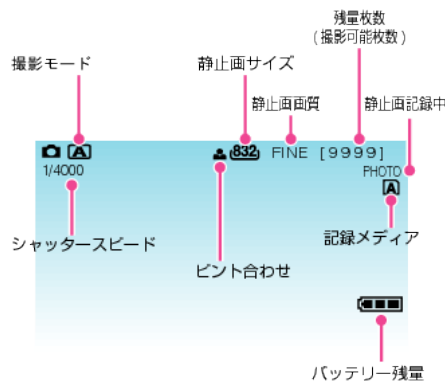 残量枚数
(撮影可能枚数)
撮影モード
静止画サイズ
静止画画質
静止画記録中
A 832 FINE [9999]
1/4000
PHOTO
A
シャッタースピード
ピント合わせ
記録メディア
バッテリー残量